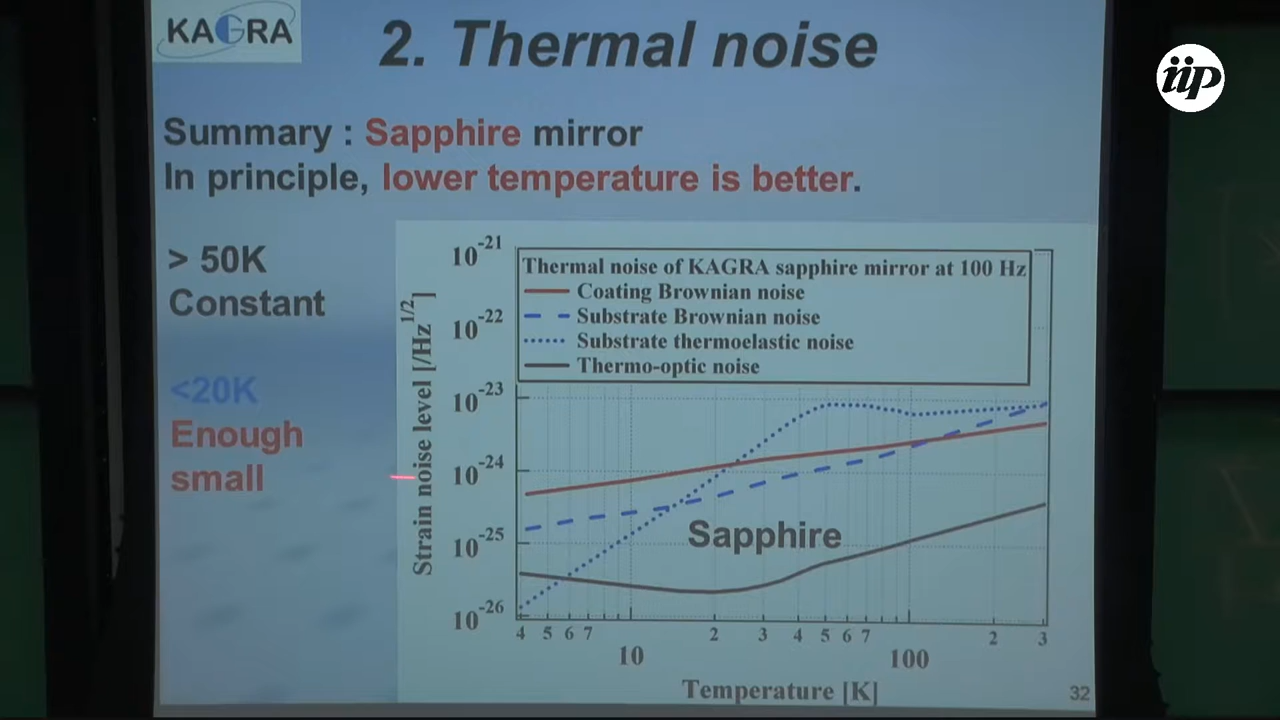 KAGRA
2. Thermal noise
iip
Summary : Sapphire mirror
In principle, lower temperature is better.
> 50K
Constant
<20K
Enough
small
Thermal noise of KAGRA sapphire mirror at 100 Hz
Coating Brownian noise
Substrate Brownian noise
Substrate thermoelastic noise
Thermo-optic noise
Strain noise level [/Hz^1/2]
10^-21
10^-22
10^-23
10^-24
10^-25
10^-26
Sapphire
4 5 6 7 2 3 4 5 6 7 2 3
10 100
Temperature [K]
32